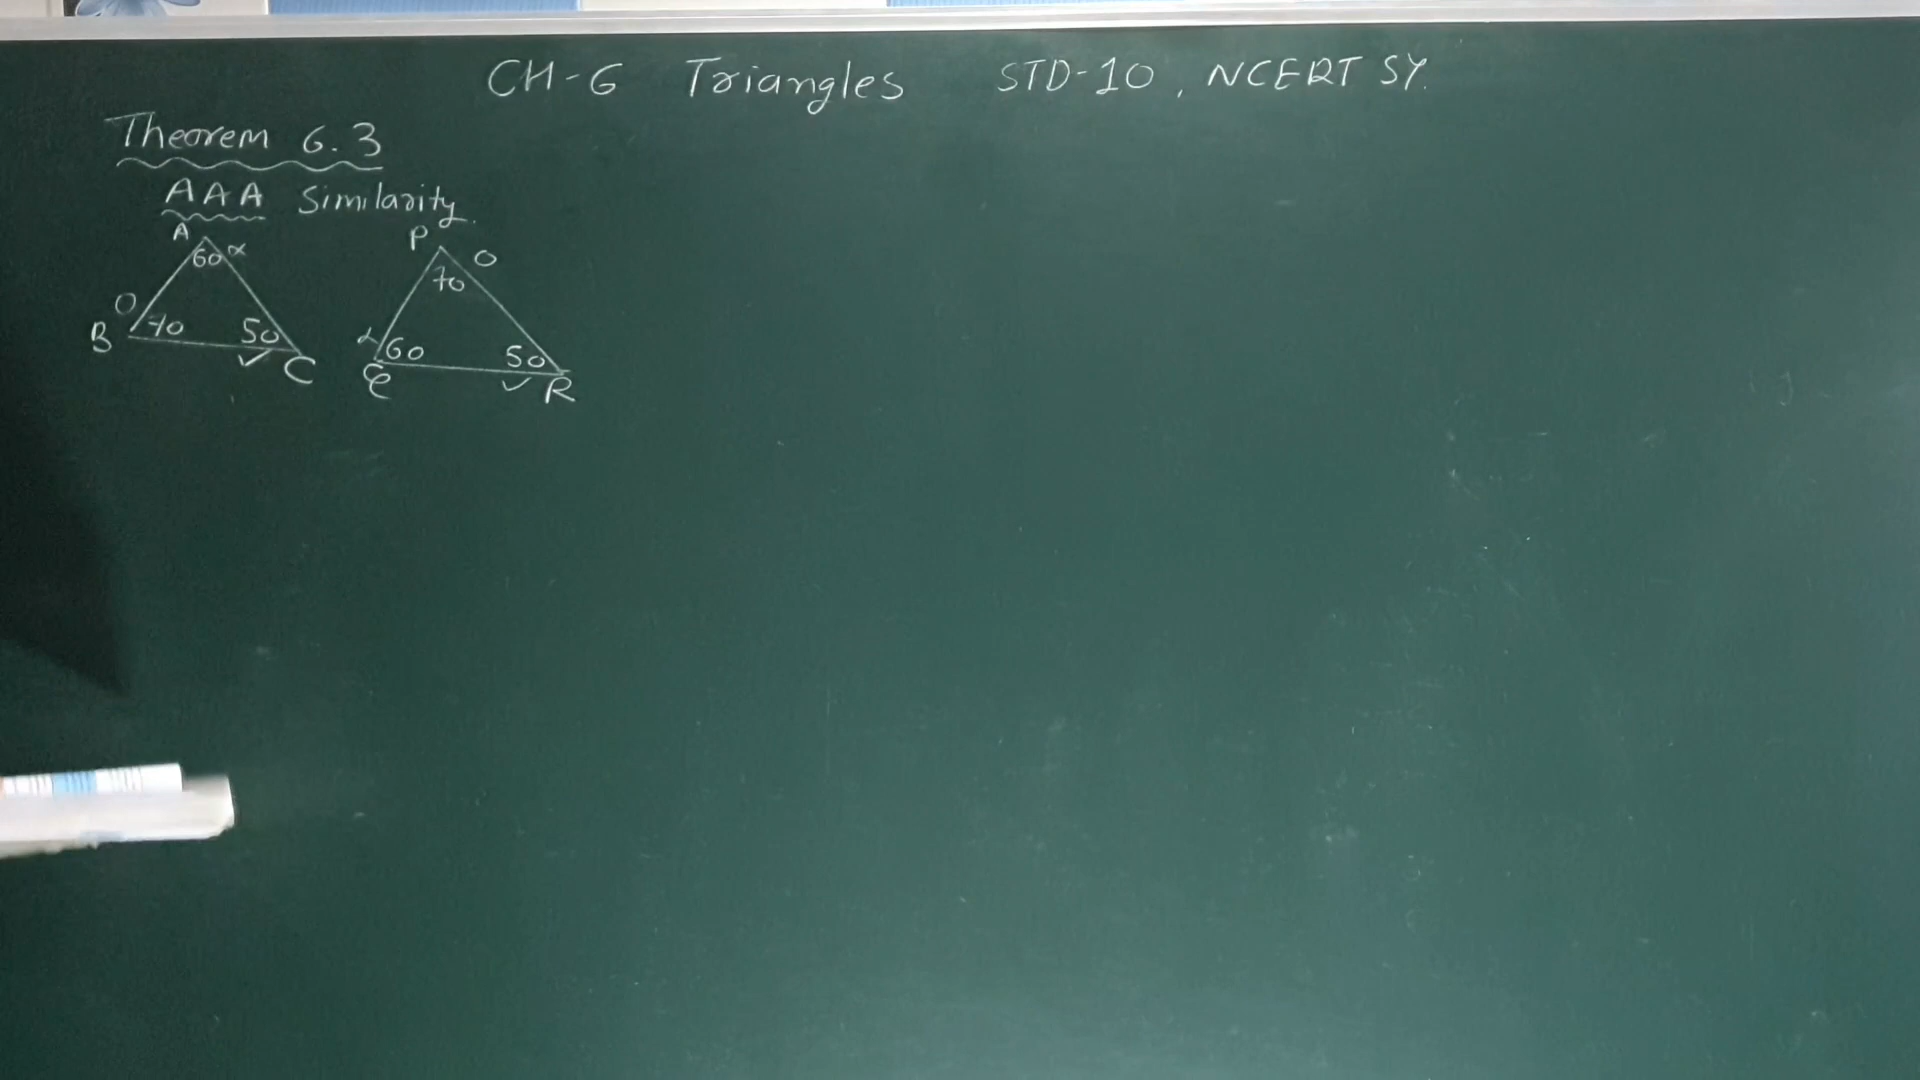 CH-6 Triangles STD-10, NCERT SY.
Theorem 6.3
AAA Similarity.
A 60 α
O B 70 50 C
P O 70
α 60 50 Q R